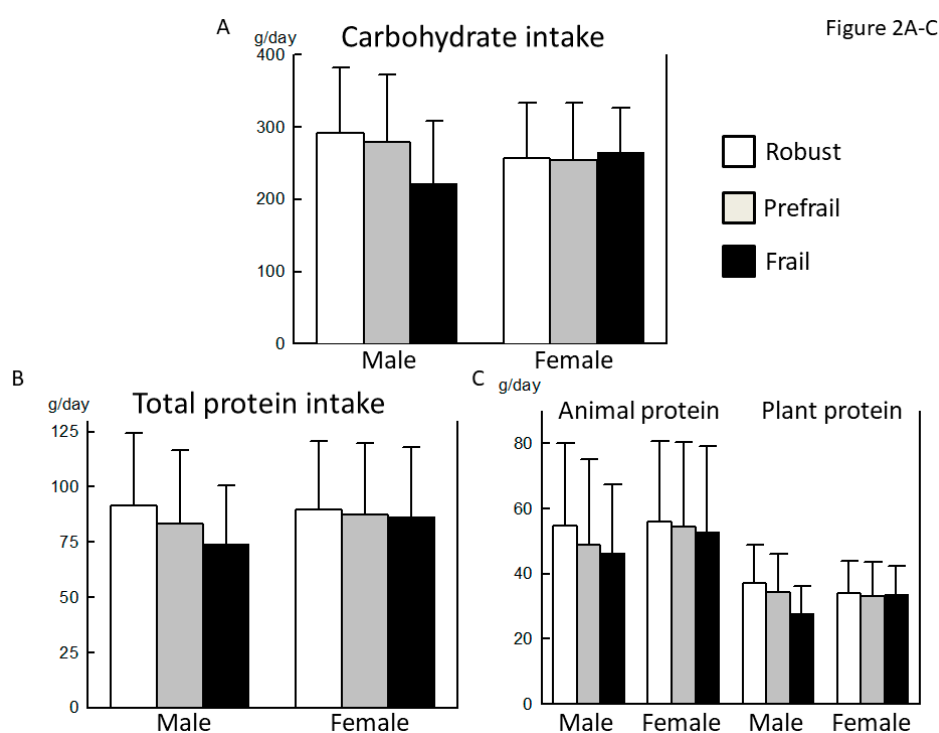 A
g/day
Carbohydrate intake
Figure 2A-C
400
300
200
100
0
Male
Female
Robust
Prefrail
Frail
B
g/day
Total protein intake
125
100
75
50
25
0
Male
Female
C
g/day
Animal protein
Plant protein
80
60
40
20
0
Male
Female
Male
Female